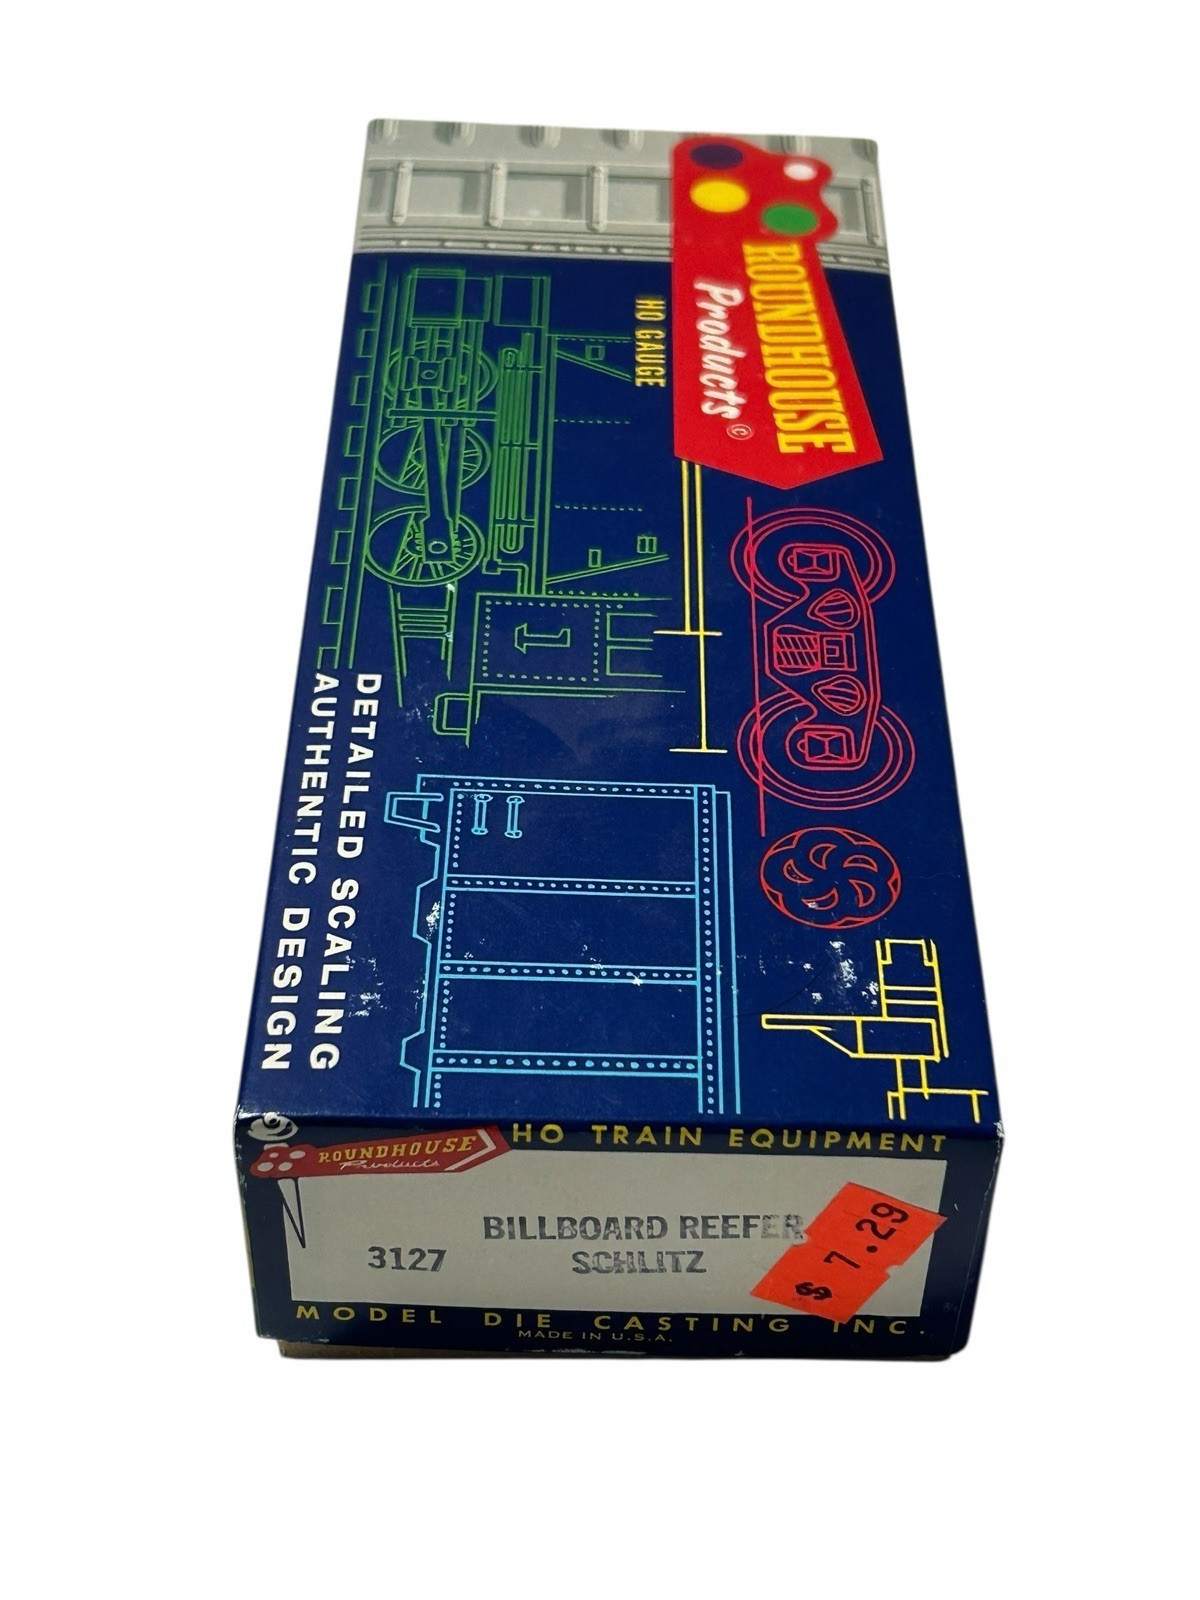 ROUNDHOUSE
Products ©
HO GAUGE
1
DETAILED SCALING
AUTHENTIC DESIGN
ROUNDHOUSE
Products
HO TRAIN EQUIPMENT
BILLBOARD REEFER
3127 SCHLITZ
$ 7.29
MODEL DIE CASTING INC.
MADE IN U.S.A.